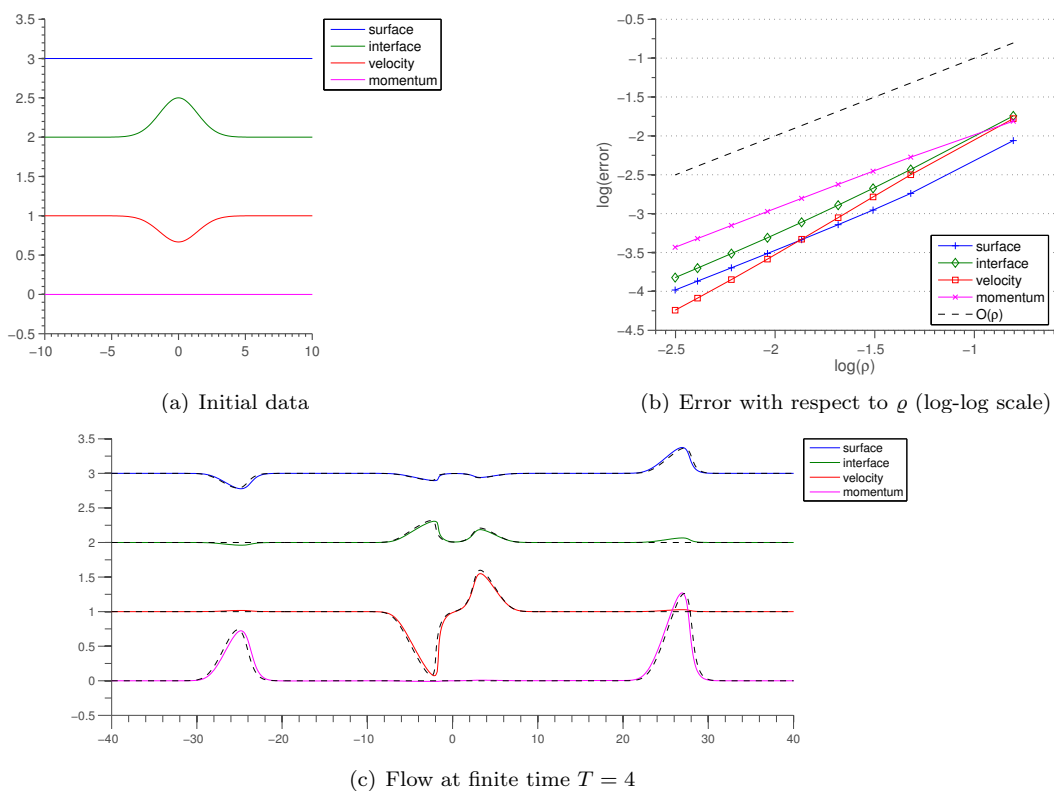 3.5
3
2.5
2
1.5
1
0.5
0
−0.5
−10
−5
0
5
10
surface
interface
velocity
momentum
(a) Initial data
−0.5
−1
−1.5
−2
−2.5
−3
−3.5
−4
−4.5
log(error)
−2.5
−2
−1.5
−1
log(ρ)
surface
interface
velocity
momentum
O(ρ)
(b) Error with respect to ϱ (log-log scale)
3.5
3
2.5
2
1.5
1
0.5
0
−0.5
−40
−30
−20
−10
0
10
20
30
40
surface
interface
velocity
momentum
(c) Flow at finite time T = 4